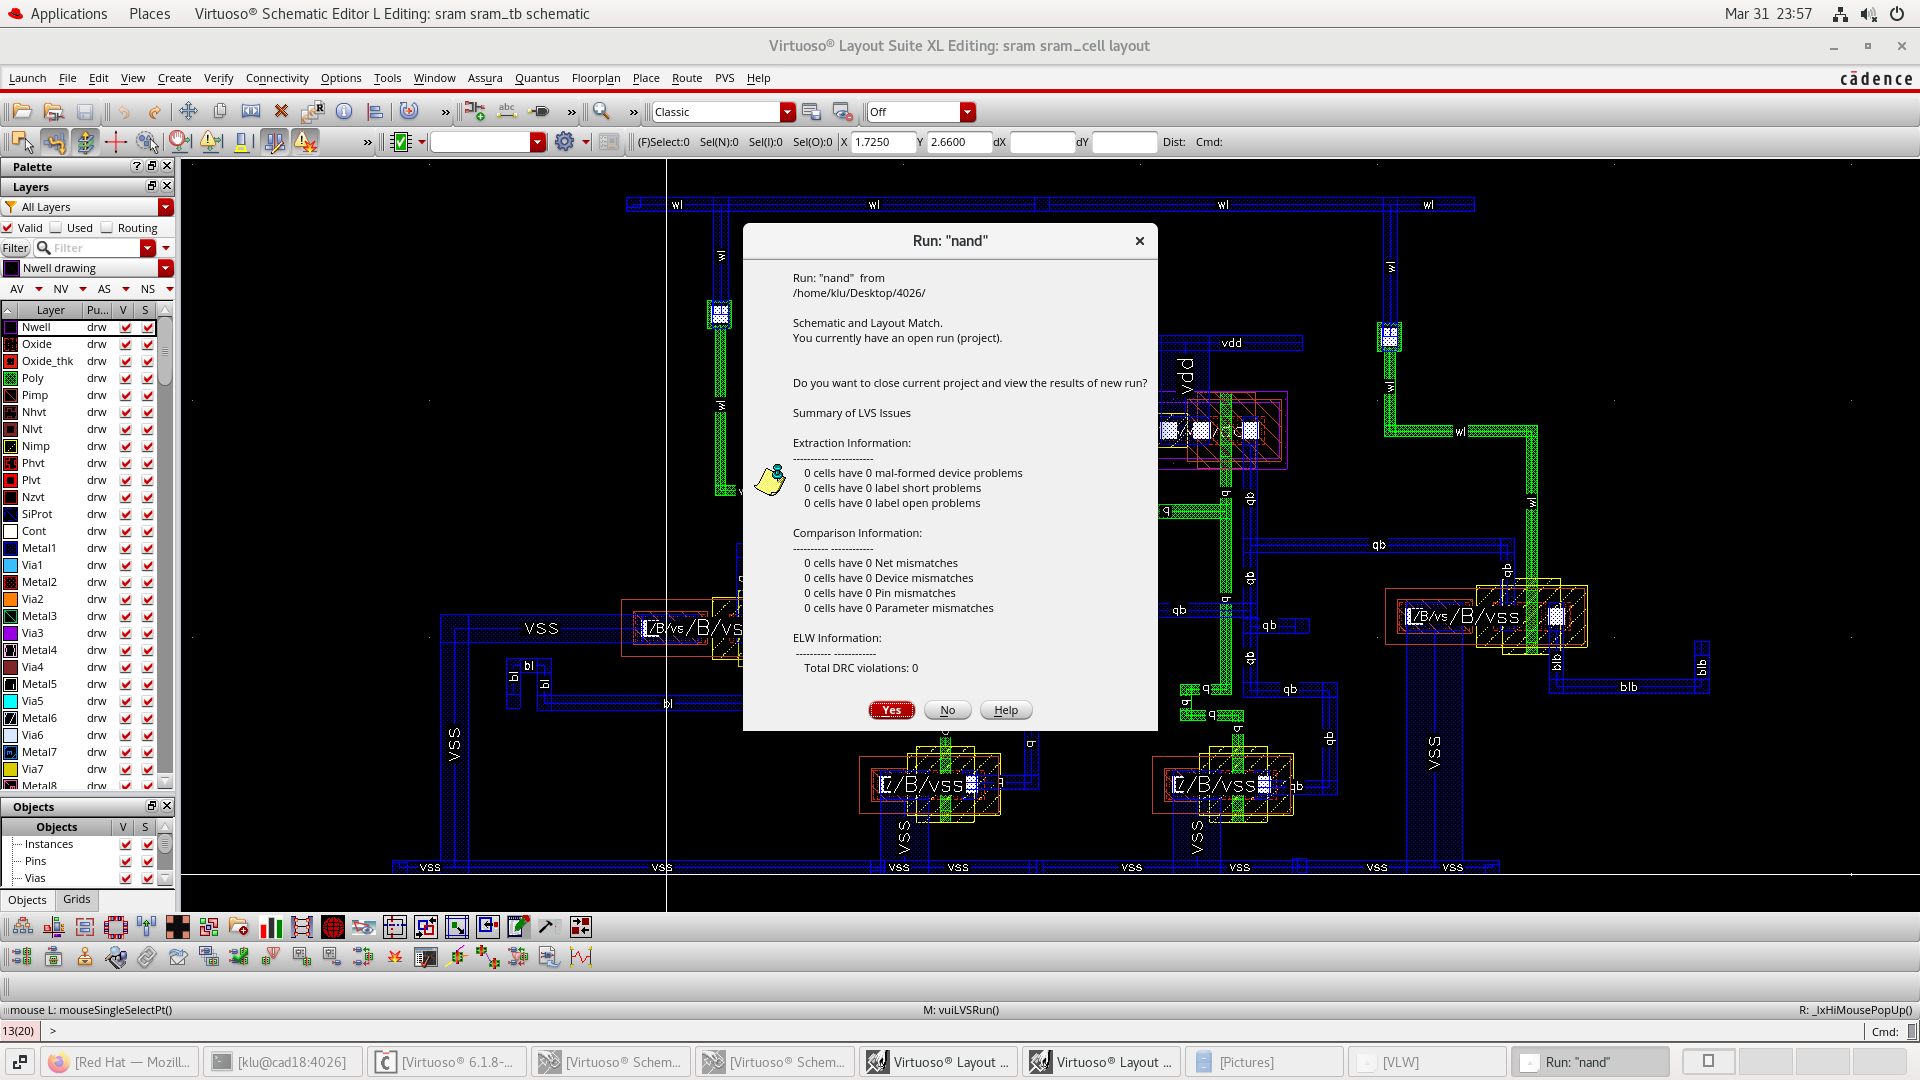 Applications Places Virtuoso® Schematic Editor L Editing: sram sram_tb schematic Mar 31 23:57
Virtuoso® Layout Suite XL Editing: sram sram_cell layout
Launch File Edit View Create Verify Connectivity Options Tools Window Assura Quantus Floorplan Place Route PVS Help cādence
» » » Classic Off
» (F)Select:0 Sel(N):0 Sel(I):0 Sel(O):0 X 1.7250 Y 2.6600 dX dY Dist: Cmd:
Palette
Layers
All Layers
Valid Used Routing
Filter Filter
Nwell drawing
AV NV AS NS
Layer Pu... V S
Nwell drw
Oxide drw
Oxide_thk drw
Poly drw
Pimp drw
Nhvt drw
Nlvt drw
Nimp drw
Phvt drw
Plvt drw
Nzvt drw
SiProt drw
Cont drw
Metal1 drw
Via1 drw
Metal2 drw
Via2 drw
Metal3 drw
Via3 drw
Metal4 drw
Via4 drw
Metal5 drw
Via5 drw
Metal6 drw
Via6 drw
Metal7 drw
Via7 drw
Metal8 drw
Objects
Objects V S
Instances
Pins
Vias
Objects Grids
wl wl wl wl
wl wl
vdd
vdd
wl wl
wl
q qb wl
q
qb
q qb qb
qb
qb
vss /B/vs /B/vs /B/vs /B/vss
bl bl bl
bl
qb
q qb
blb blb
blb
q
q
vss q qb vss
/B/vss /B/vss qb
vss vss
vss vss vss vss vss vss vss vss
Run: "nand"
Run: "nand" from
/home/klu/Desktop/4026/
Schematic and Layout Match.
You currently have an open run (project).
Do you want to close current project and view the results of new run?
Summary of LVS Issues
Extraction Information:
---------- ------------
0 cells have 0 mal-formed device problems
0 cells have 0 label short problems
0 cells have 0 label open problems
Comparison Information:
---------- ------------
0 cells have 0 Net mismatches
0 cells have 0 Device mismatches
0 cells have 0 Pin mismatches
0 cells have 0 Parameter mismatches
ELW Information:
---------- ------------
Total DRC violations: 0
Yes No Help
mouse L: mouseSingleSelectPt() M: vuiLVSRun() R: _lxHiMousePopUp()
13(20) > Cmd:
[Red Hat — Mozill... [klu@cad18:4026] [Virtuoso® 6.1.8-... [Virtuoso® Schem... [Virtuoso® Schem... Virtuoso® Layout ... Virtuoso® Layout ... [Pictures] [VLW] Run: "nand"